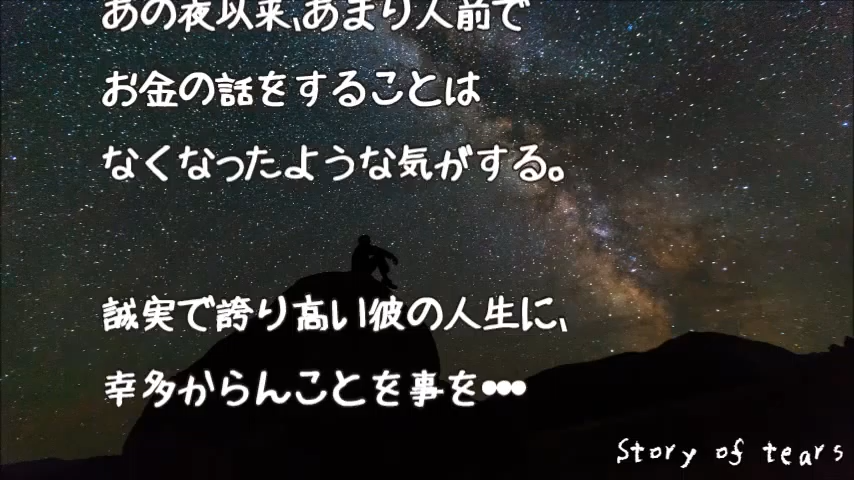 あの夜以来、あまり人前で
お金の話をすることは
なくなったような気がする。
誠実で誇り高い彼の人生に、
幸多からんことを事を•••
Story of tears